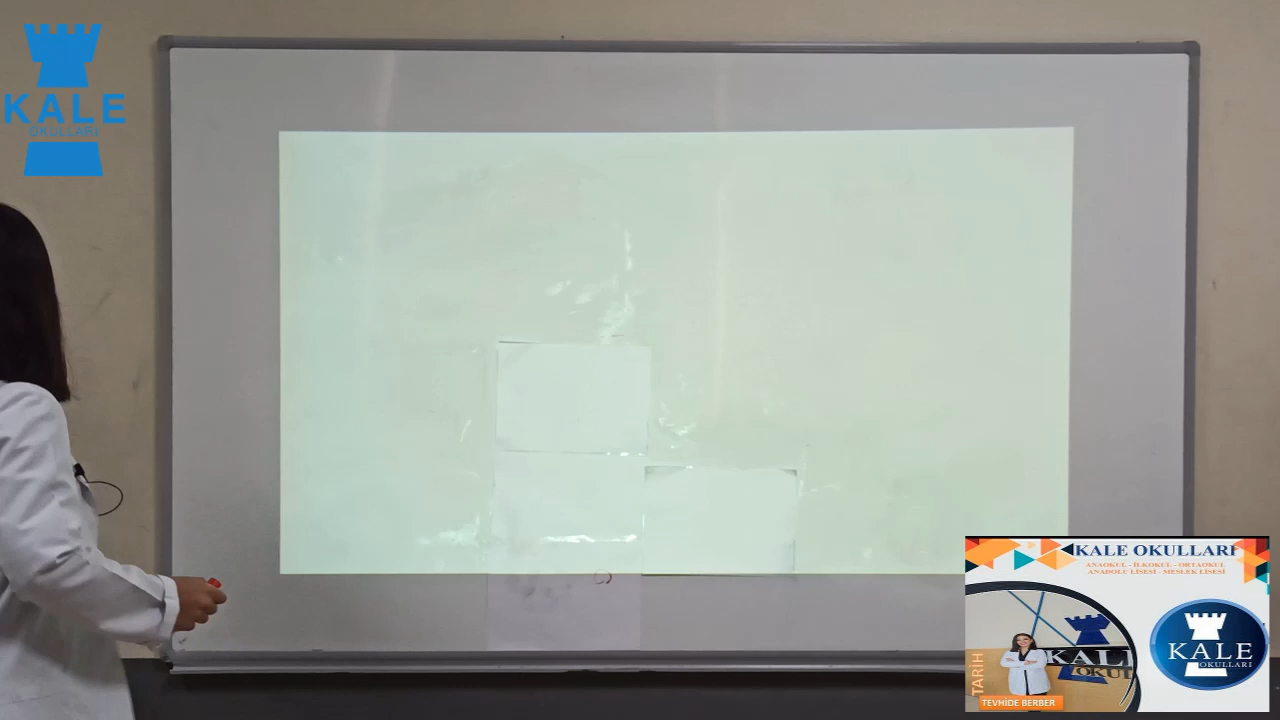 KALE
OKULLARI
KALE OKULLARI
ANAOKUL - İLKOKUL - ORTAOKUL
ANADOLU LİSESİ - MESLEK LİSESİ
KALE
OKULLARI
TARİH
TEVHİDE BERBER
KALE
OKULLARI